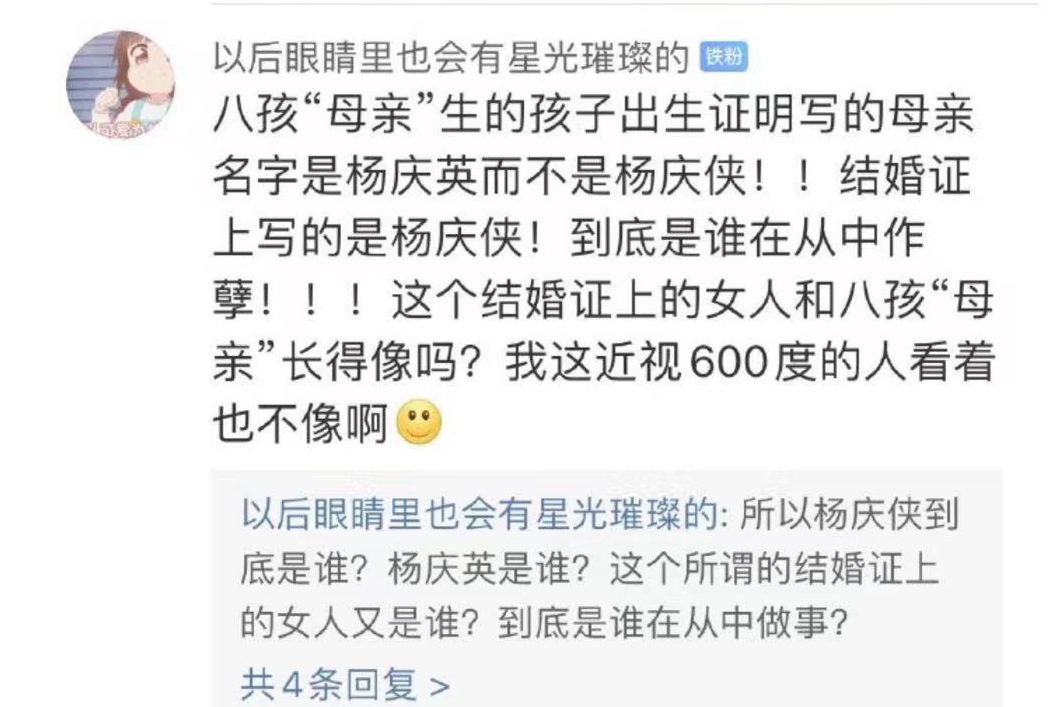 以后眼睛里也会有星光璀璨的 铁粉
八孩“母亲”生的孩子出生证明写的母亲
名字是杨庆英而不是杨庆侠！！结婚证
上写的是杨庆侠！到底是谁在从中作
孽！！！这个结婚证上的女人和八孩“母
亲”长得像吗？我这近视600度的人看着
也不像啊
以后眼睛里也会有星光璀璨的: 所以杨庆侠到
底是谁？杨庆英是谁？这个所谓的结婚证上
的女人又是谁？到底是谁在从中做事？
共4条回复 >